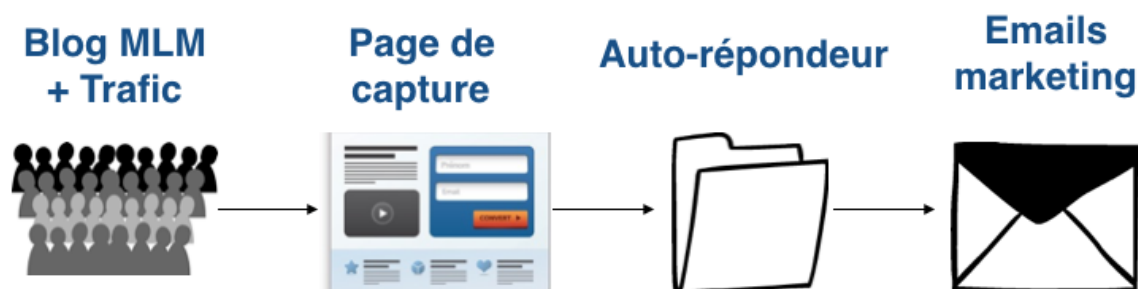 Blog MLM
+ Trafic
Page de
capture
Auto-répondeur
Emails
marketing
Prénom
Email
CONVERT